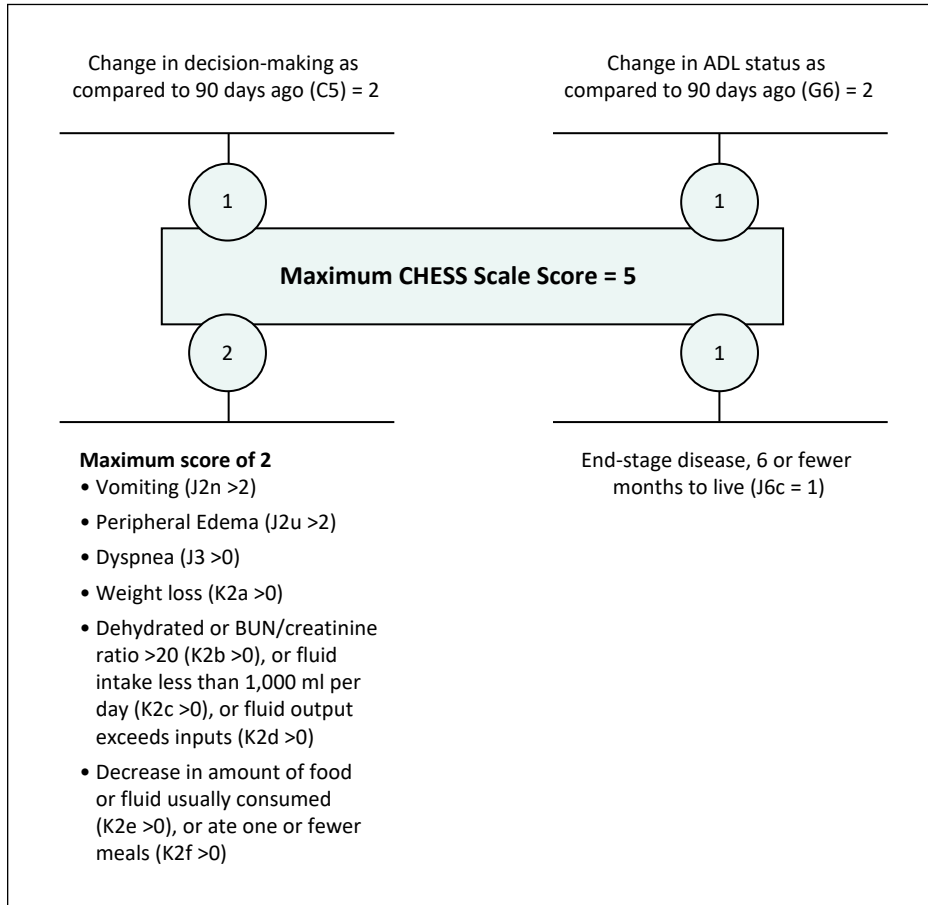 Change in decision-making as
compared to 90 days ago (C5) = 2
Change in ADL status as
compared to 90 days ago (G6) = 2
1
1
Maximum CHESS Scale Score = 5
2
1
Maximum score of 2
• Vomiting (J2n >2)
• Peripheral Edema (J2u >2)
• Dyspnea (J3 >0)
• Weight loss (K2a >0)
• Dehydrated or BUN/creatinine
ratio >20 (K2b >0), or fluid
intake less than 1,000 ml per
day (K2c >0), or fluid output
exceeds inputs (K2d >0)
• Decrease in amount of food
or fluid usually consumed
(K2e >0), or ate one or fewer
meals (K2f >0)
End-stage disease, 6 or fewer
months to live (J6c = 1)